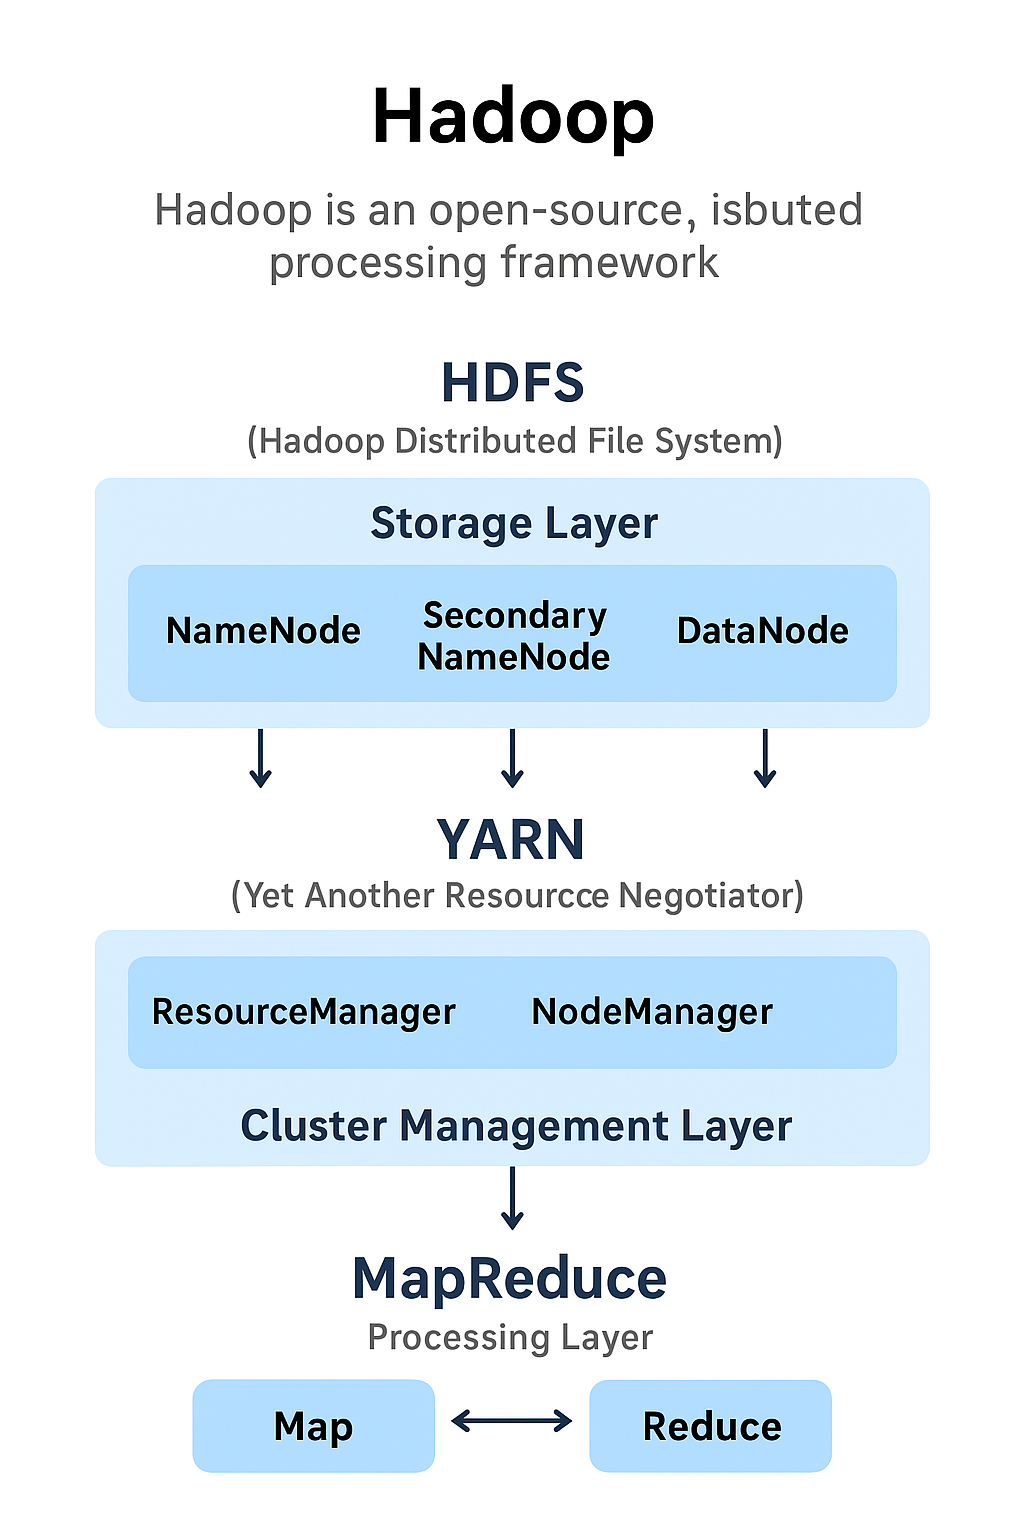 Hadoop
Hadoop is an open-source, isbuted
processing framework
HDFS
(Hadoop Distributed File System)
Storage Layer
NameNode
Secondary
NameNode
DataNode
YARN
(Yet Another Resourcce Negotiator)
ResourceManager
NodeManager
Cluster Management Layer
MapReduce
Processing Layer
Map
Reduce